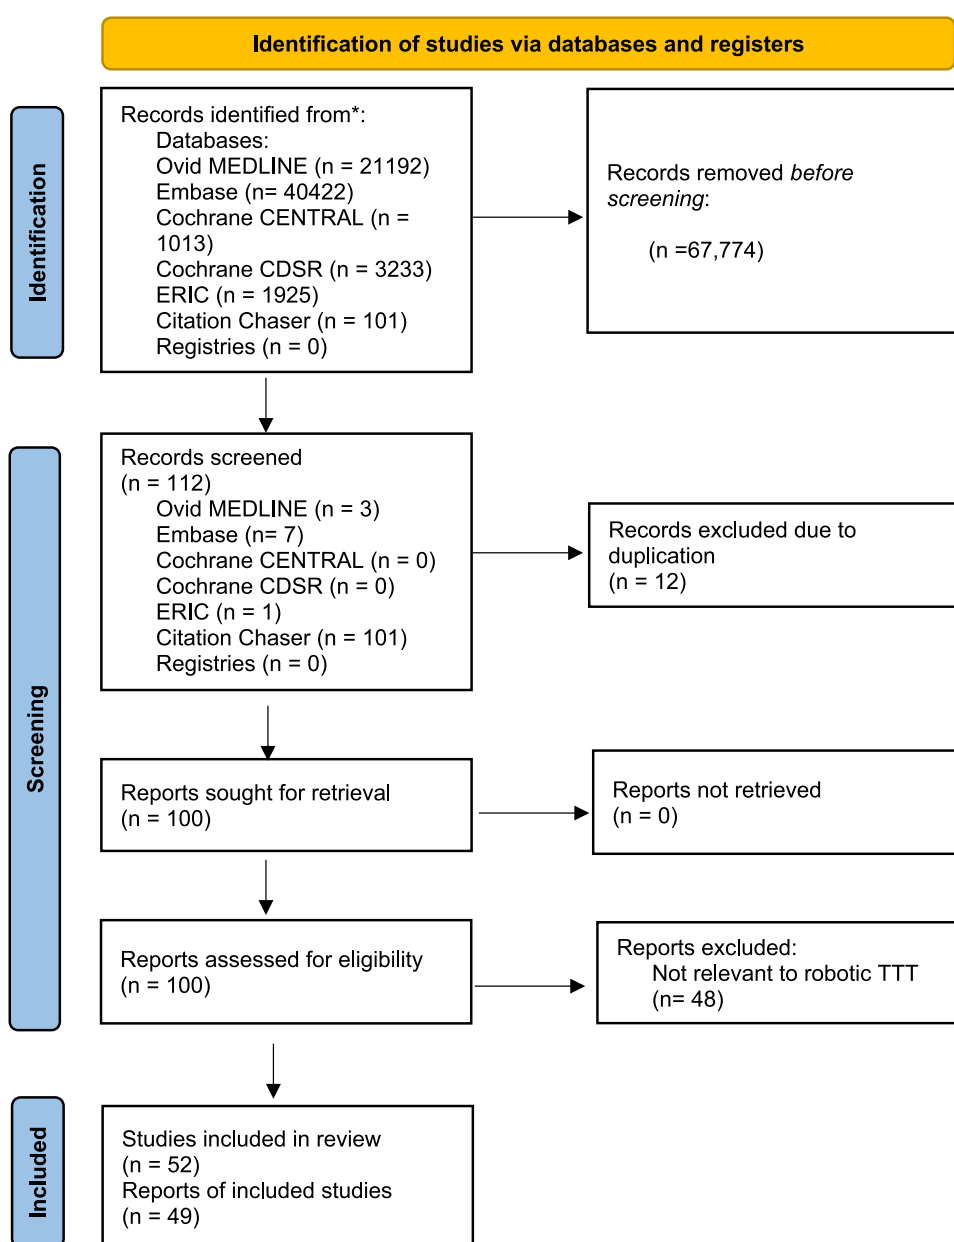 Identification of studies via databases and registers
Identification
Records identified from*:
Databases:
Ovid MEDLINE (n = 21192)
Embase (n= 40422)
Cochrane CENTRAL (n =
1013)
Cochrane CDSR (n = 3233)
ERIC (n = 1925)
Citation Chaser (n = 101)
Registries (n = 0)
Records removed before
screening:
(n =67,774)
Screening
Records screened
(n = 112)
Ovid MEDLINE (n = 3)
Embase (n= 7)
Cochrane CENTRAL (n = 0)
Cochrane CDSR (n = 0)
ERIC (n = 1)
Citation Chaser (n = 101)
Registries (n = 0)
Records excluded due to
duplication
(n = 12)
Reports sought for retrieval
(n = 100)
Reports not retrieved
(n = 0)
Reports assessed for eligibility
(n = 100)
Reports excluded:
Not relevant to robotic TTT
(n= 48)
Included
Studies included in review
(n = 52)
Reports of included studies
(n = 49)